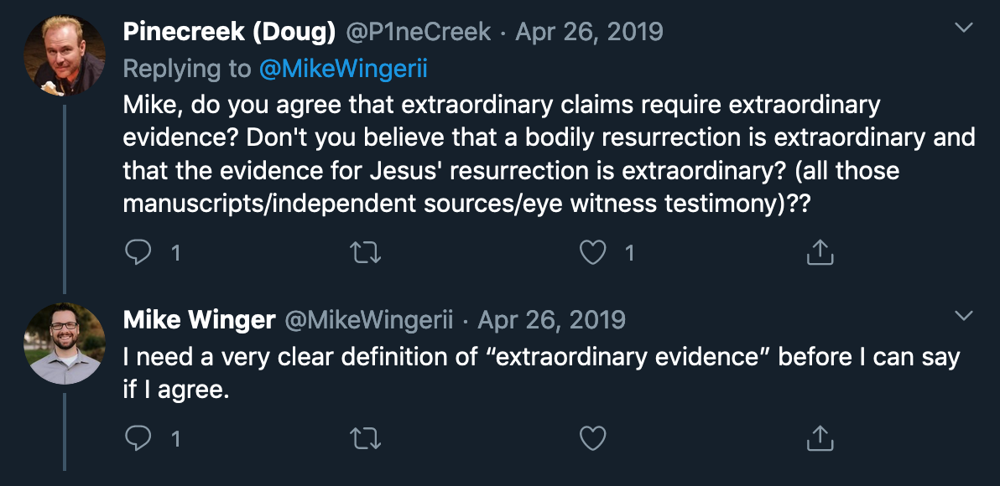 Pinecreek (Doug) @P1neCreek · Apr 26, 2019
Replying to @MikeWingerii
Mike, do you agree that extraordinary claims require extraordinary
evidence? Don't you believe that a bodily resurrection is extraordinary and
that the evidence for Jesus' resurrection is extraordinary? (all those
manuscripts/independent sources/eye witness testimony)??
1 1
Mike Winger @MikeWingerii · Apr 26, 2019
I need a very clear definition of “extraordinary evidence” before I can say
if I agree.
1